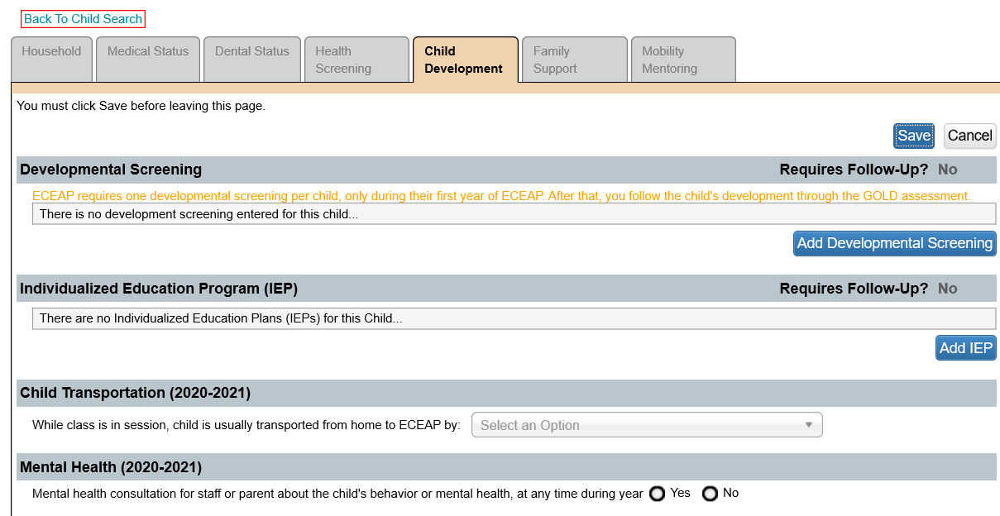 Back To Child Search
Household
Medical Status
Dental Status
Health
Screening
Child
Development
Family
Support
Mobility
Mentoring
You must click Save before leaving this page.
Save Cancel
Developmental Screening Requires Follow-Up? No
ECEAP requires one developmental screening per child, only during their first year of ECEAP. After that, you follow the child's development through the GOLD assessment.
There is no development screening entered for this child...
Add Developmental Screening
Individualized Education Program (IEP) Requires Follow-Up? No
There are no Individualized Education Plans (IEPs) for this Child...
Add IEP
Child Transportation (2020-2021)
While class is in session, child is usually transported from home to ECEAP by: Select an Option
Mental Health (2020-2021)
Mental health consultation for staff or parent about the child's behavior or mental health, at any time during year Yes No